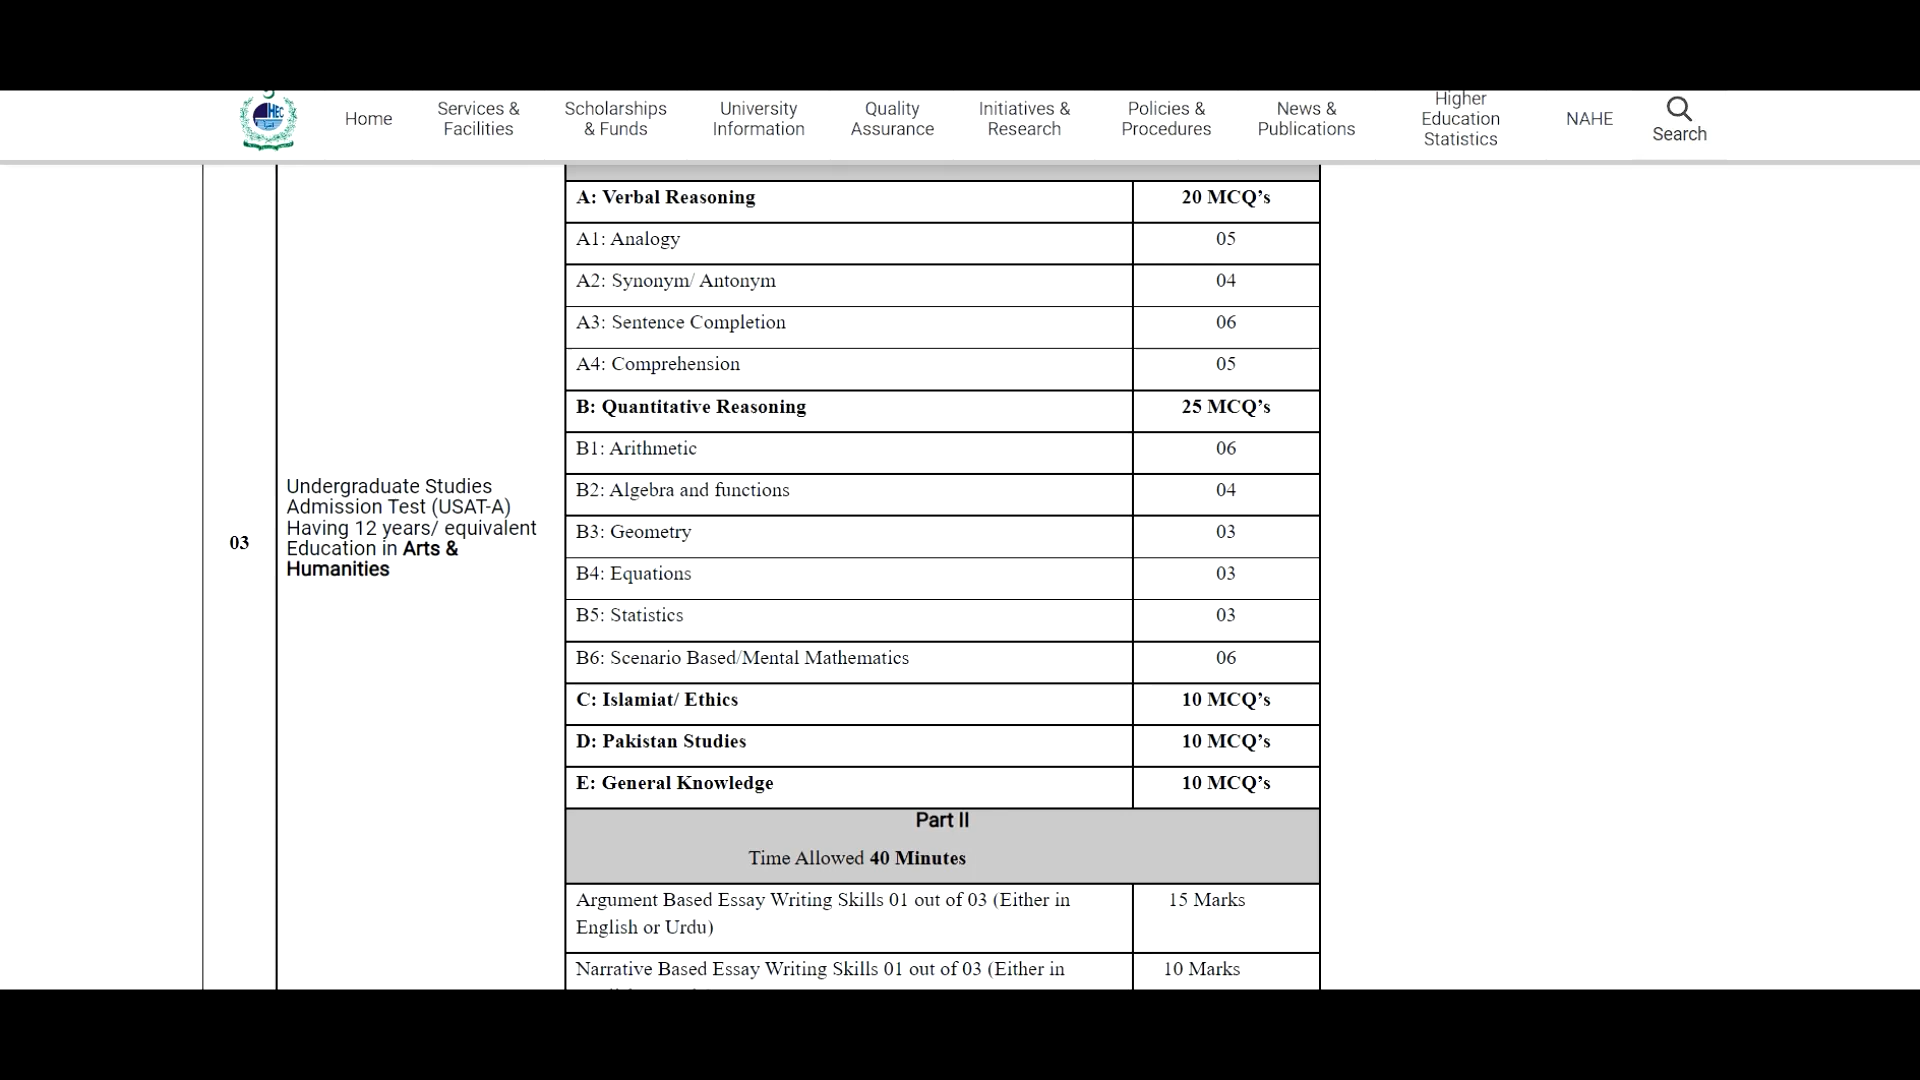 HEC
Home
Services &
Facilities
Scholarships
& Funds
University
Information
Quality
Assurance
Initiatives &
Research
Policies &
Procedures
News &
Publications
Higher
Education
Statistics
NAHE
Search
03
Undergraduate Studies
Admission Test (USAT-A)
Having 12 years/ equivalent
Education in Arts &
Humanities
A: Verbal Reasoning 20 MCQ’s
A1: Analogy 05
A2: Synonym/ Antonym 04
A3: Sentence Completion 06
A4: Comprehension 05
B: Quantitative Reasoning 25 MCQ’s
B1: Arithmetic 06
B2: Algebra and functions 04
B3: Geometry 03
B4: Equations 03
B5: Statistics 03
B6: Scenario Based/Mental Mathematics 06
C: Islamiat/ Ethics 10 MCQ’s
D: Pakistan Studies 10 MCQ’s
E: General Knowledge 10 MCQ’s
Part II
Time Allowed 40 Minutes
Argument Based Essay Writing Skills 01 out of 03 (Either in 15 Marks
English or Urdu)
Narrative Based Essay Writing Skills 01 out of 03 (Either in 10 Marks